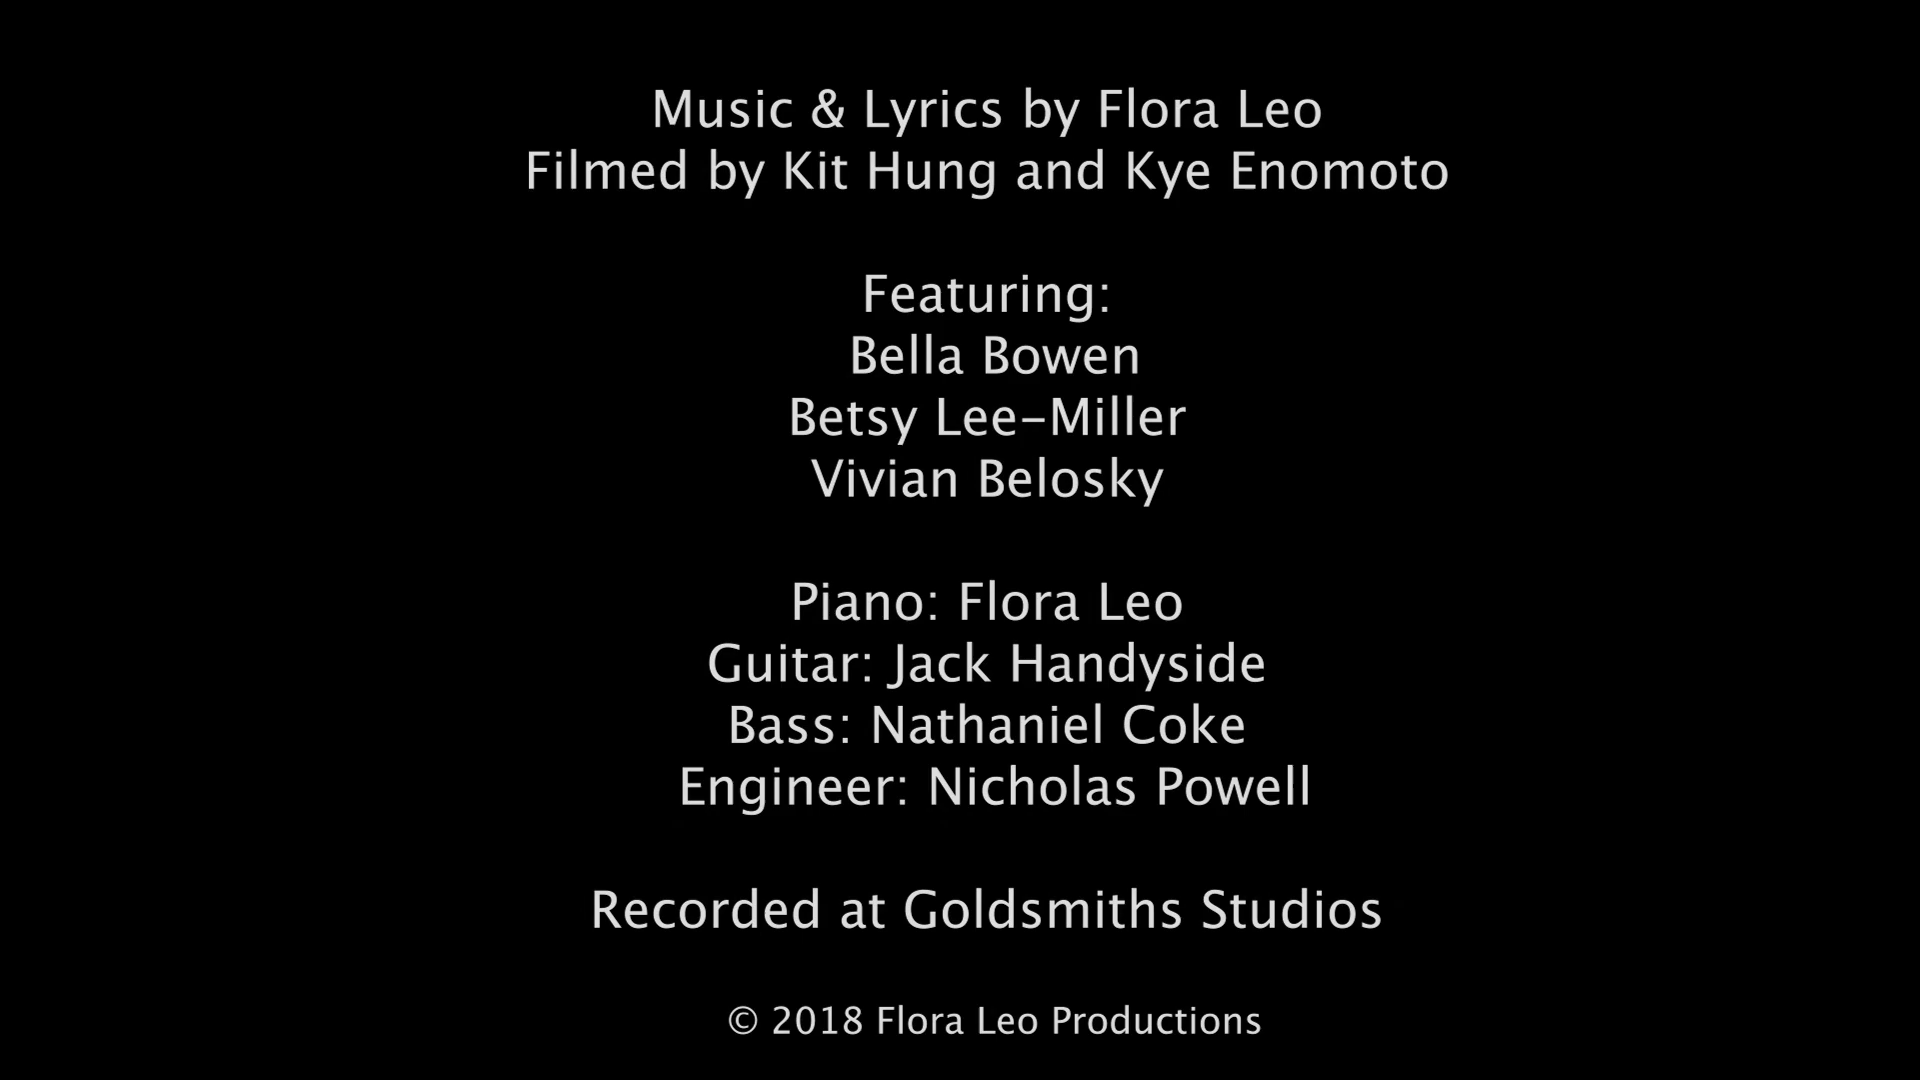 Music & Lyrics by Flora Leo
Filmed by Kit Hung and Kye Enomoto
Featuring:
Bella Bowen
Betsy Lee-Miller
Vivian Belosky
Piano: Flora Leo
Guitar: Jack Handyside
Bass: Nathaniel Coke
Engineer: Nicholas Powell
Recorded at Goldsmiths Studios
© 2018 Flora Leo Productions